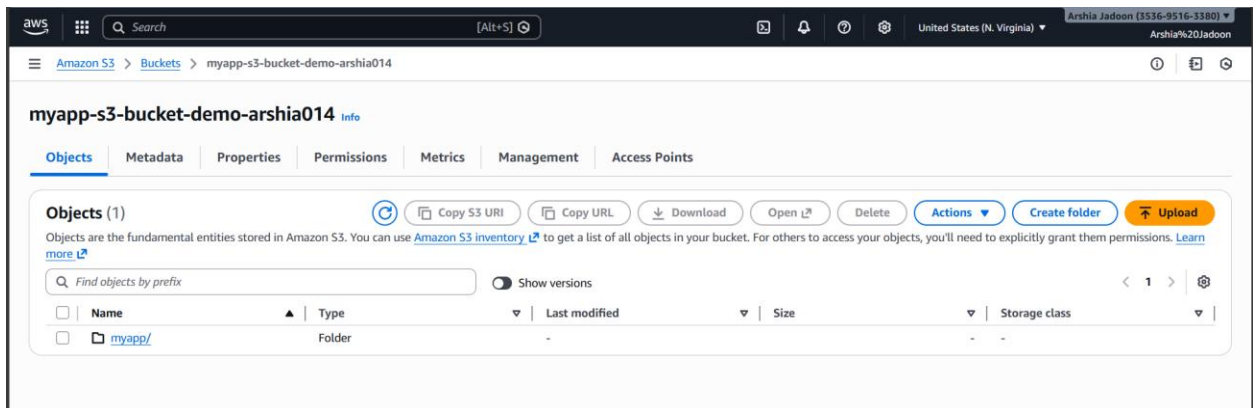 aws Search [Alt+S] United States (N. Virginia) ▼ Arshia Jadoon (3536-9516-3380) ▼
Arshia%20Jadoon
Amazon S3 > Buckets > myapp-s3-bucket-demo-arshia014
myapp-s3-bucket-demo-arshia014 Info
Objects Metadata Properties Permissions Metrics Management Access Points
Objects (1) Copy S3 URI Copy URL Download Open Delete Actions ▼ Create folder Upload
Objects are the fundamental entities stored in Amazon S3. You can use Amazon S3 inventory to get a list of all objects in your bucket. For others to access your objects, you'll need to explicitly grant them permissions. Learn
more
Find objects by prefix Show versions < 1 >
Name Type Last modified Size Storage class
myapp/ Folder - - -